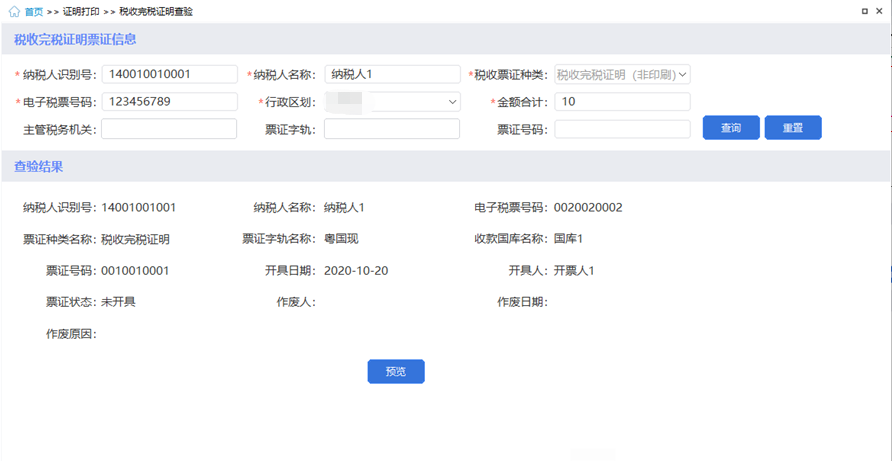 首页 >> 证明打印 >> 税收完税证明查验
税收完税证明票证信息
*纳税人识别号: 140010010001 *纳税人名称: 纳税人1 *税收票证种类: 税收完税证明（非印刷）
*电子税票号码: 123456789 *行政区划: *金额合计: 10
主管税务机关: 票证字轨: 票证号码: 查询 重置
查验结果
纳税人识别号: 14001001001 纳税人名称: 纳税人1 电子税票号码: 0020020002
票证种类名称: 税收完税证明 票证字轨名称: 粤国现 收款国库名称: 国库1
票证号码: 0010010001 开具日期: 2020-10-20 开具人: 开票人1
票证状态: 未开具 作废人: 作废日期:
作废原因:
预览